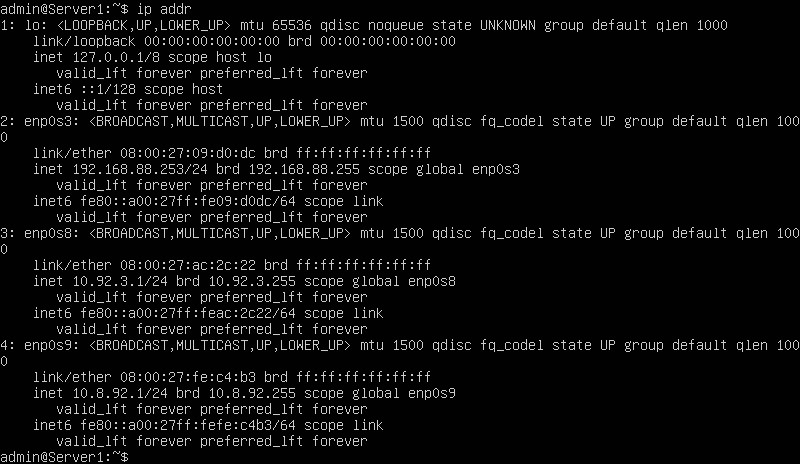 admin@Server1:~$ ip addr
1: lo: <LOOPBACK,UP,LOWER_UP> mtu 65536 qdisc noqueue state UNKNOWN group default qlen 1000
    link/loopback 00:00:00:00:00:00 brd 00:00:00:00:00:00
    inet 127.0.0.1/8 scope host lo
       valid_lft forever preferred_lft forever
    inet6 ::1/128 scope host
       valid_lft forever preferred_lft forever
2: enp0s3: <BROADCAST,MULTICAST,UP,LOWER_UP> mtu 1500 qdisc fq_codel state UP group default qlen 100
0
    link/ether 08:00:27:09:d0:dc brd ff:ff:ff:ff:ff:ff
    inet 192.168.88.253/24 brd 192.168.88.255 scope global enp0s3
       valid_lft forever preferred_lft forever
    inet6 fe80::a00:27ff:fe09:d0dc/64 scope link
       valid_lft forever preferred_lft forever
3: enp0s8: <BROADCAST,MULTICAST,UP,LOWER_UP> mtu 1500 qdisc fq_codel state UP group default qlen 100
0
    link/ether 08:00:27:ac:2c:22 brd ff:ff:ff:ff:ff:ff
    inet 10.92.3.1/24 brd 10.92.3.255 scope global enp0s8
       valid_lft forever preferred_lft forever
    inet6 fe80::a00:27ff:feac:2c22/64 scope link
       valid_lft forever preferred_lft forever
4: enp0s9: <BROADCAST,MULTICAST,UP,LOWER_UP> mtu 1500 qdisc fq_codel state UP group default qlen 100
0
    link/ether 08:00:27:fe:c4:b3 brd ff:ff:ff:ff:ff:ff
    inet 10.8.92.1/24 brd 10.8.92.255 scope global enp0s9
       valid_lft forever preferred_lft forever
    inet6 fe80::a00:27ff:fefe:c4b3/64 scope link
       valid_lft forever preferred_lft forever
admin@Server1:~$